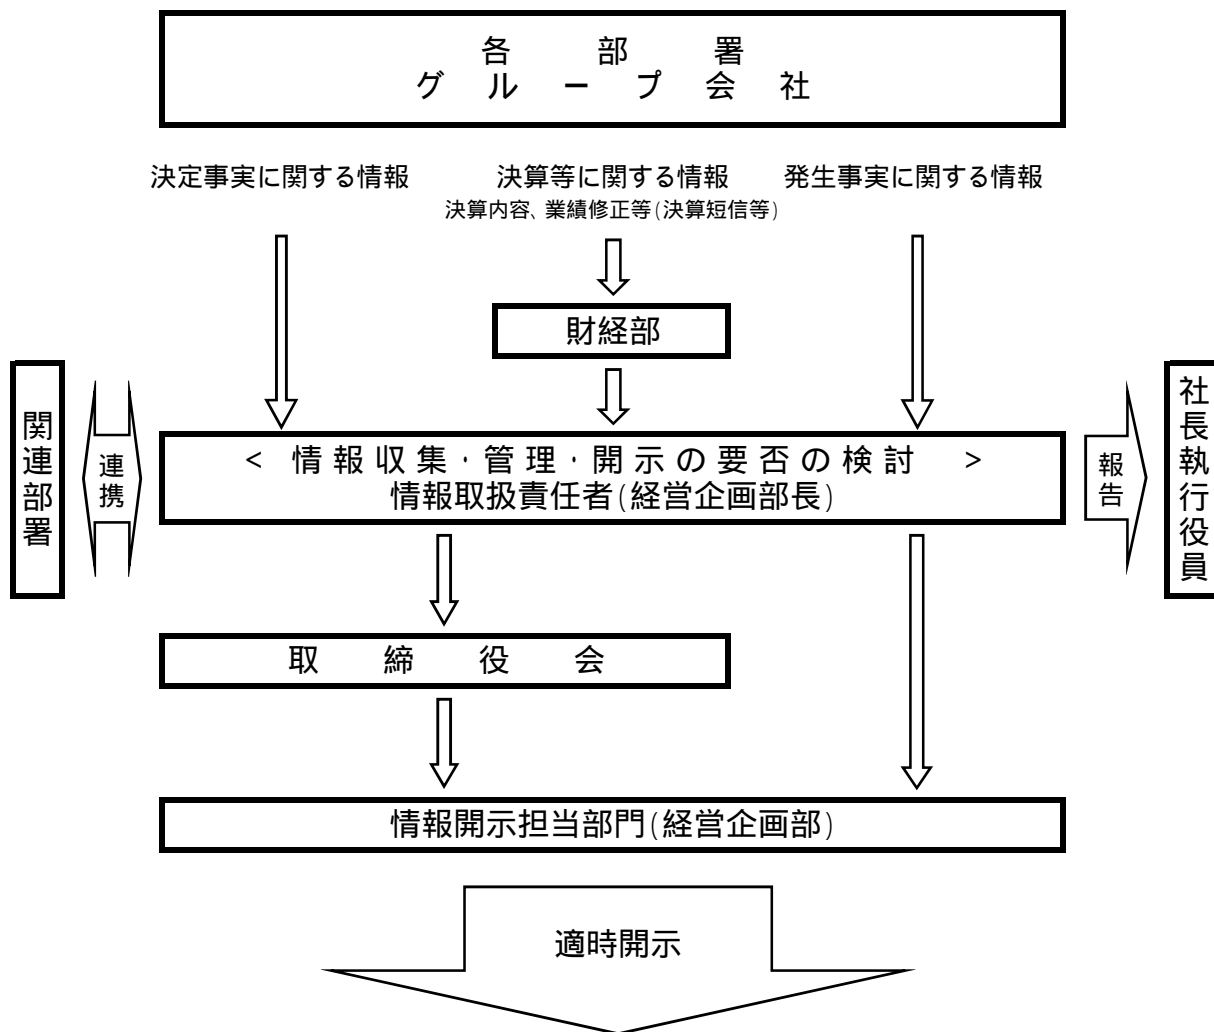 各部署
グループ会社
決定事実に関する情報
決算等に関する情報
決算内容、業績修正等(決算短信等)
発生事実に関する情報
財経部
関連部署
連携
< 情報収集・管理・開示の要否の検討 >
情報取扱責任者(経営企画部長)
報告
社長執行役員
取締役会
情報開示担当部門(経営企画部)
適時開示